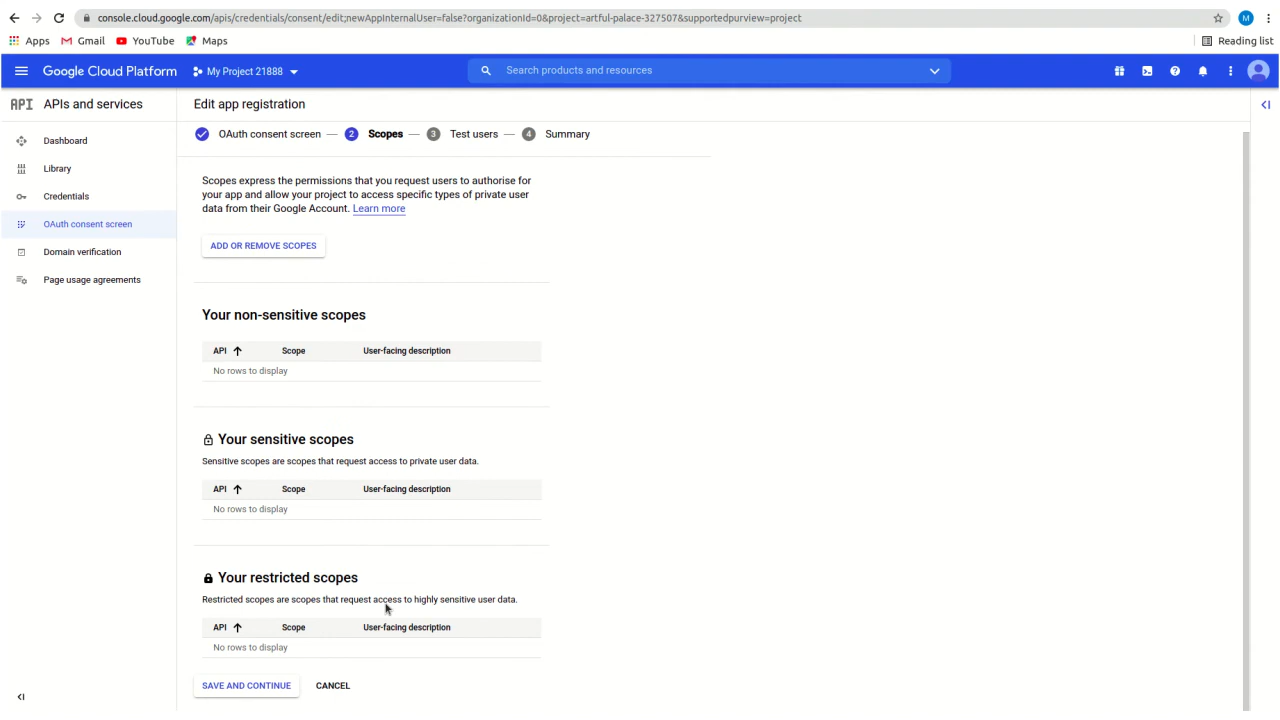 console.cloud.google.com/apis/credentials/consent/edit;newAppInternalUser=false?organizationId=0&project=artful-palace-327507&supportedpurview=project
M
Apps Gmail YouTube Maps Reading list
Google Cloud Platform My Project 21888 Search products and resources
API APIs and services Edit app registration
OAuth consent screen — 2 Scopes — 3 Test users — 4 Summary
Dashboard
Library
Credentials
OAuth consent screen
Domain verification
Page usage agreements
Scopes express the permissions that you request users to authorise for
your app and allow your project to access specific types of private user
data from their Google Account. Learn more
ADD OR REMOVE SCOPES
Your non-sensitive scopes
API Scope User-facing description
No rows to display
Your sensitive scopes
Sensitive scopes are scopes that request access to private user data.
API Scope User-facing description
No rows to display
Your restricted scopes
Restricted scopes are scopes that request access to highly sensitive user data.
API Scope User-facing description
No rows to display
SAVE AND CONTINUE CANCEL